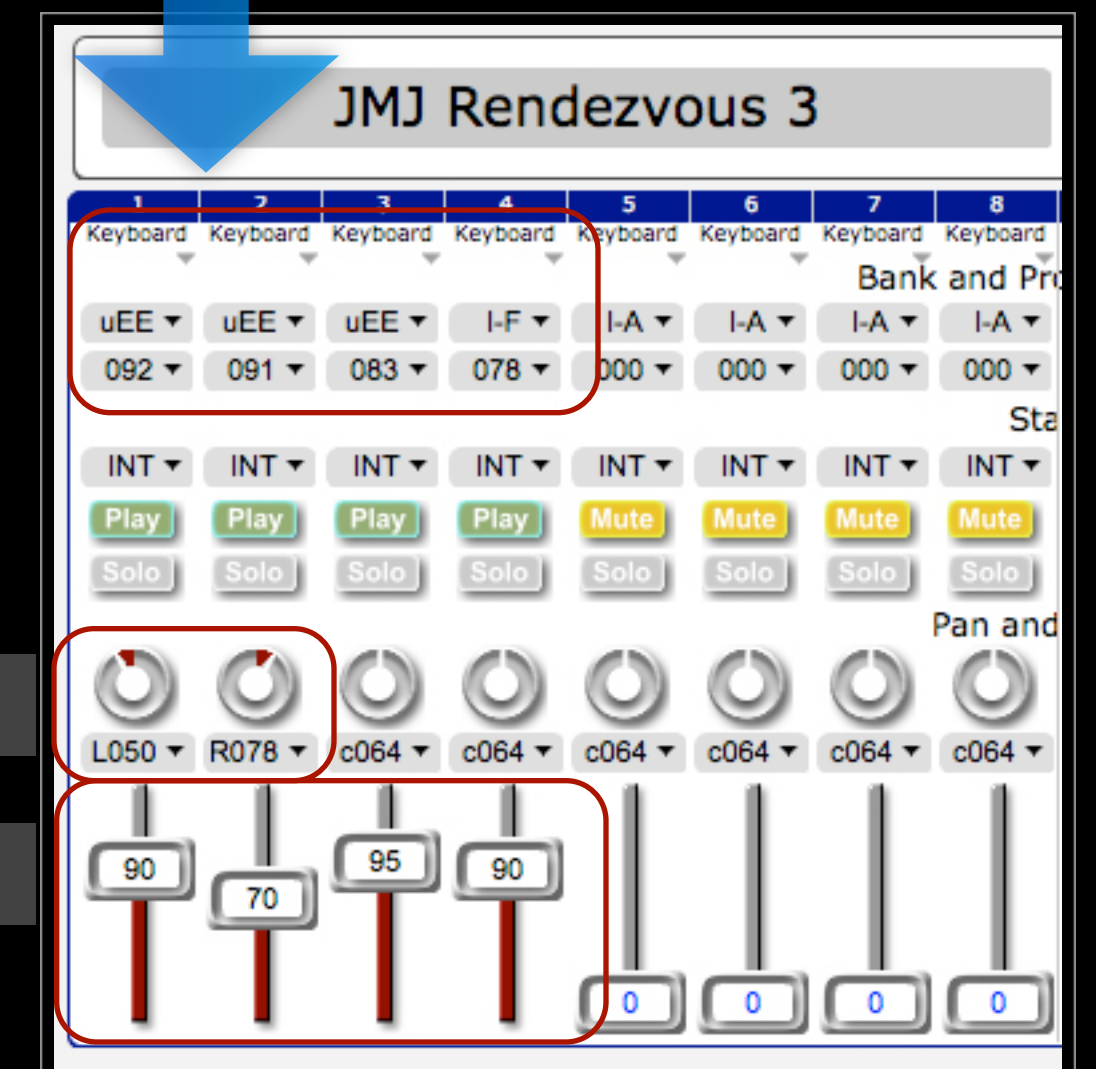 JMJ Rendezvous 3
1 2 3 4 5 6 7 8
Keyboard Keyboard Keyboard Keyboard Keyboard Keyboard Keyboard Keyboard
Bank and Pro
uEE uEE uEE I-F I-A I-A I-A I-A
092 091 083 078 000 000 000 000
Sta
INT INT INT INT INT INT INT INT
Play Play Play Play Mute Mute Mute Mute
Solo Solo Solo Solo Solo Solo Solo Solo
Pan and
L050 R078 c064 c064 c064 c064 c064 c064
90 70 95 90 0 0 0 0